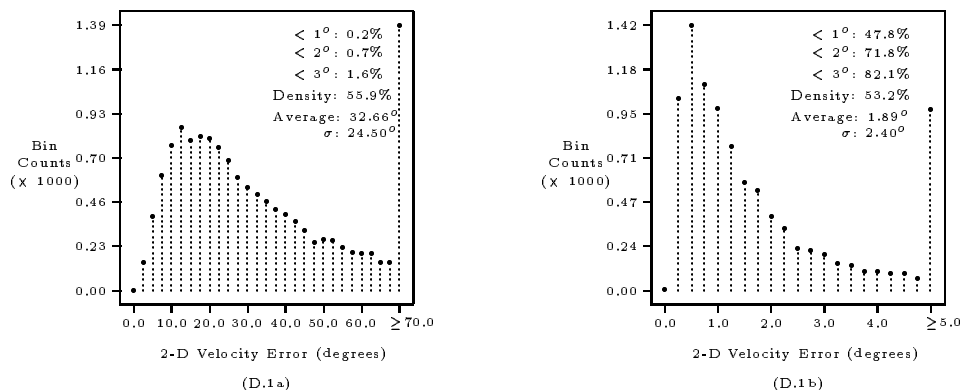 1.39
1.16
0.93
0.70
0.46
0.23
0.00
Bin
Counts
(× 1000)
< 1°: 0.2%
< 2°: 0.7%
< 3°: 1.6%
Density: 55.9%
Average: 32.66°
σ: 24.50°
0.0 10.0 20.0 30.0 40.0 50.0 60.0 ≥70.0
2-D Velocity Error (degrees)
(D.1a)
1.42
1.18
0.95
0.71
0.47
0.23
0.00
Bin
Counts
(× 1000)
< 1°: 47.8%
< 2°: 71.8%
< 3°: 82.1%
Density: 53.2%
Average: 1.89°
σ: 2.40°
0.0 1.0 2.0 3.0 4.0 ≥5.0
2-D Velocity Error (degrees)
(D.1b)